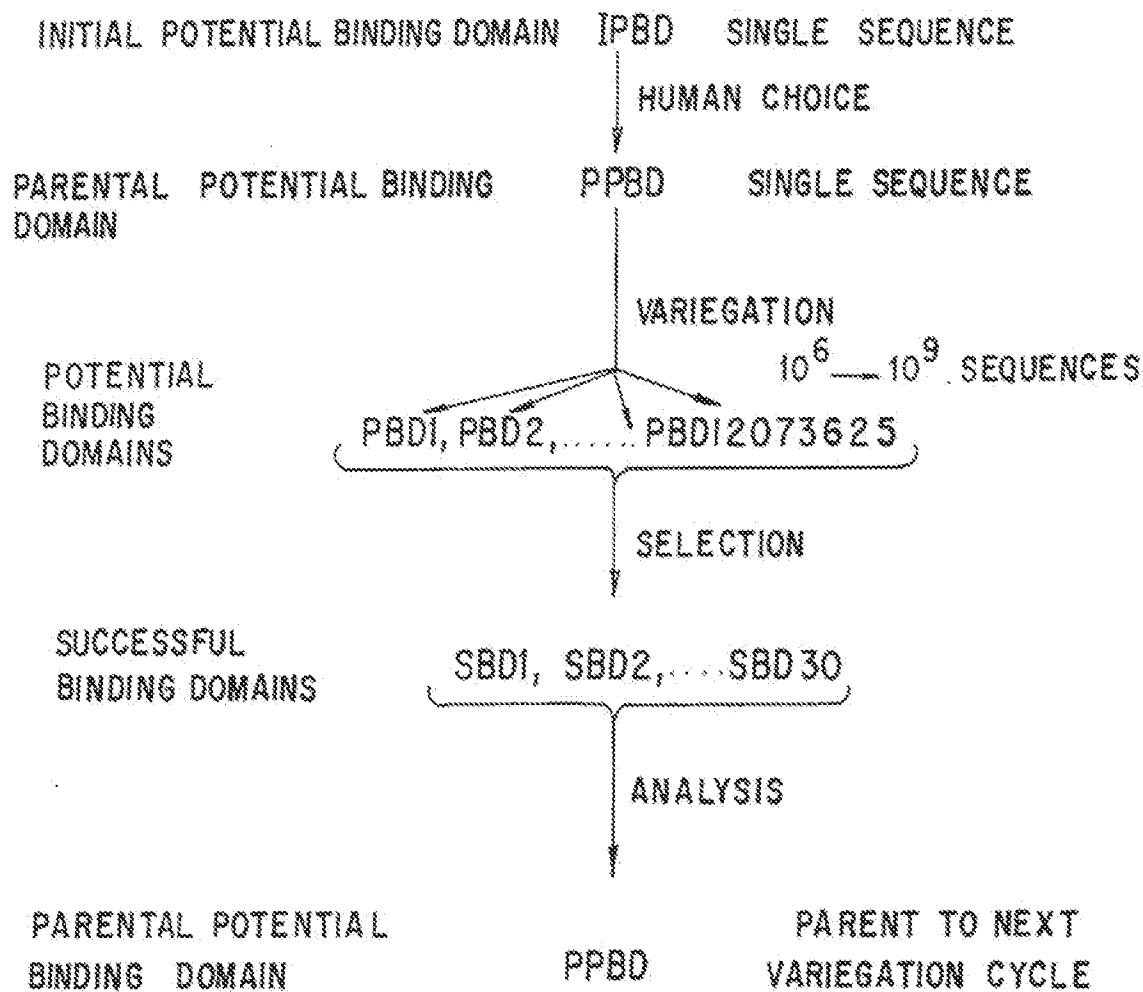 INITIAL POTENTIAL BINDING DOMAIN IPBD SINGLE SEQUENCE
HUMAN CHOICE
PARENTAL POTENTIAL BINDING PPBD SINGLE SEQUENCE
DOMAIN
VARIEGATION
10^6 — 10^9 SEQUENCES
POTENTIAL
BINDING
DOMAINS
PBD1, PBD2,...... PBD12073625
SELECTION
SUCCESSFUL
BINDING DOMAINS
SBD1, SBD2,.....SBD30
ANALYSIS
PARENTAL POTENTIAL
BINDING DOMAIN
PPBD
PARENT TO NEXT
VARIEGATION CYCLE